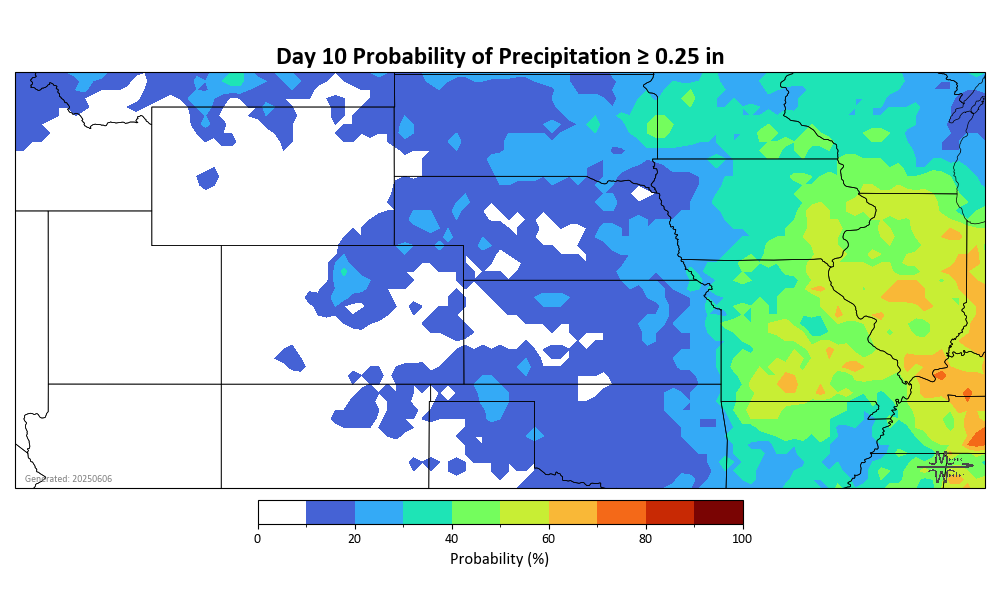 Day 10 Probability of Precipitation ≥ 0.25 in
Generated: 20250606
0 20 40 60 80 100
Probability (%)